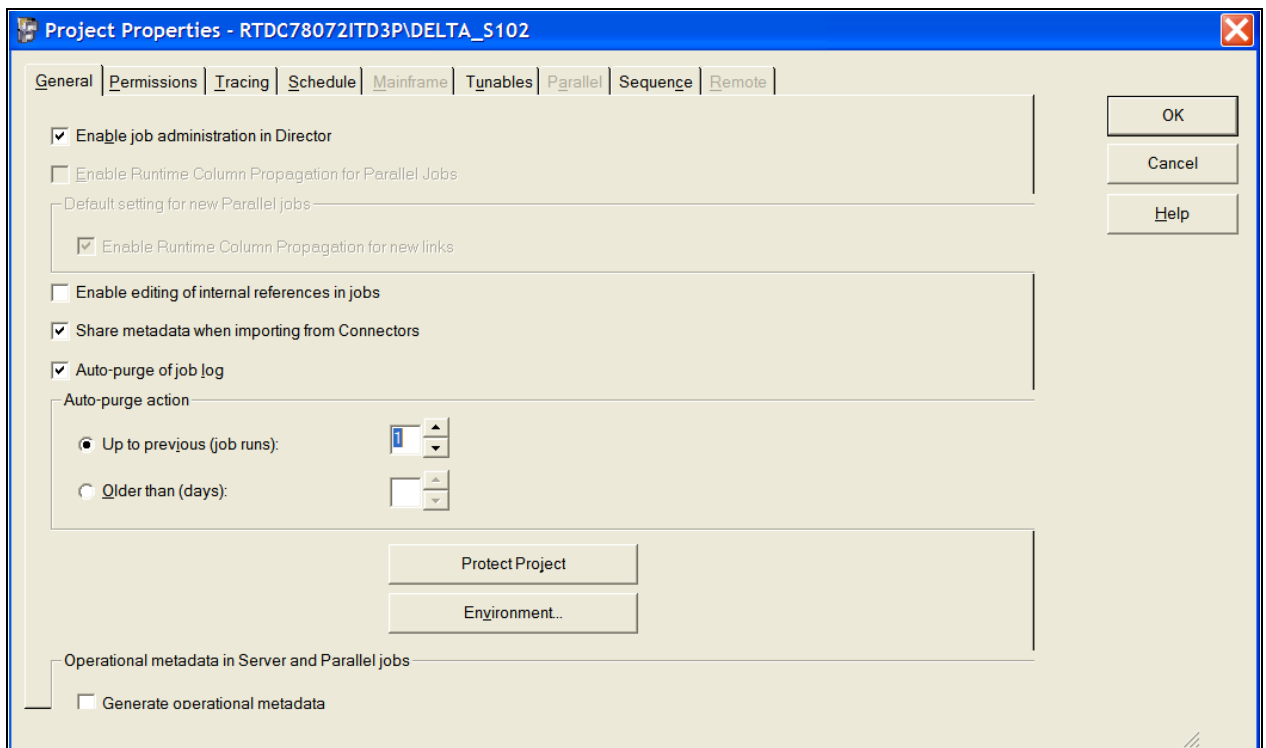 Project Properties - RTDC78072ITD3P\DELTA_S102
General Permissions Tracing Schedule Mainframe Tunables Parallel Sequence Remote
OK
Enable job administration in Director
Cancel
Enable Runtime Column Propagation for Parallel Jobs
Default setting for new Parallel jobs
Help
Enable Runtime Column Propagation for new links
Enable editing of internal references in jobs
Share metadata when importing from Connectors
Auto-purge of job log
Auto-purge action
Up to previous (job runs): 1
Older than (days):
Protect Project
Environment...
Operational metadata in Server and Parallel jobs
Generate operational metadata